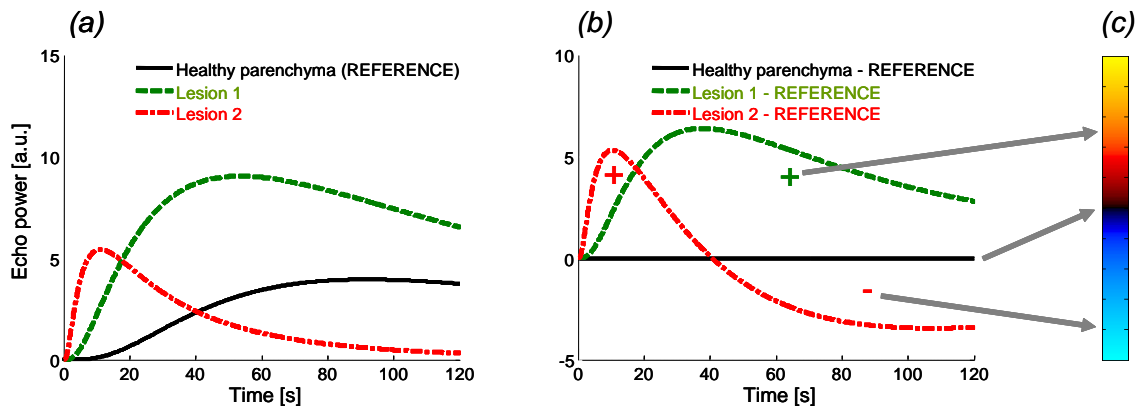 (a)
15
10
5
0
Echo power [a.u.]
Healthy parenchyma (REFERENCE)
Lesion 1
Lesion 2
0 20 40 60 80 100 120
Time [s]
(b)
10
5
0
-5
Healthy parenchyma - REFERENCE
Lesion 1 - REFERENCE
Lesion 2 - REFERENCE
+
+
-
0 20 40 60 80 100 120
Time [s]
(c)